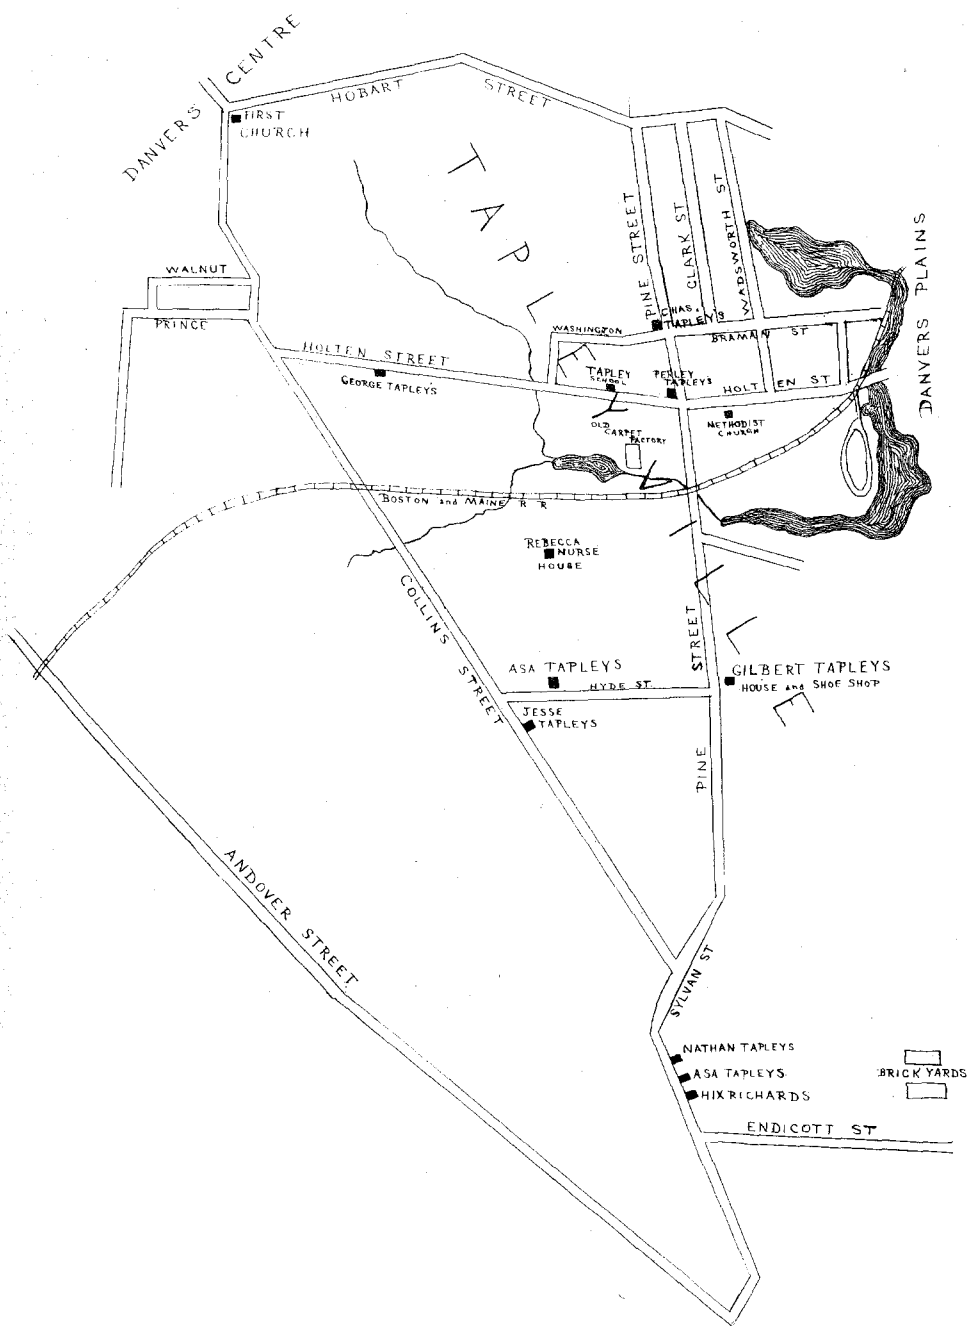 DANVERS CENTRE
HOBART STREET
FIRST
CHURCH
TAPLEYVILLE
PINE STREET
CLARK ST
WADSWORTH ST
DANVERS PLAINS
WALNUT
PRINCE
HOLTEN STREET
GEORGE TAPLEY'S
WASHINGTON
CHAS.
TAPLEY'S
BRAMAN ST
TAPLEY
SCHOOL
PERLEY
TAPLEY'S
HOLTEN ST
OLD
CARPET
FACTORY
METHODIST
CHURCH
BOSTON and MAINE R R
REBECCA
NURSE
HOUSE
COLLINS STREET
ASA TAPLEYS
HYDE ST.
JESSE
TAPLEYS
PINE STREET
GILBERT TAPLEYS
HOUSE and SHOE SHOP
ANDOVER STREET
SYLVAN ST
NATHAN TAPLEYS
ASA TAPLEYS.
HIX RICHARDS
BRICK YARDS
ENDICOTT ST